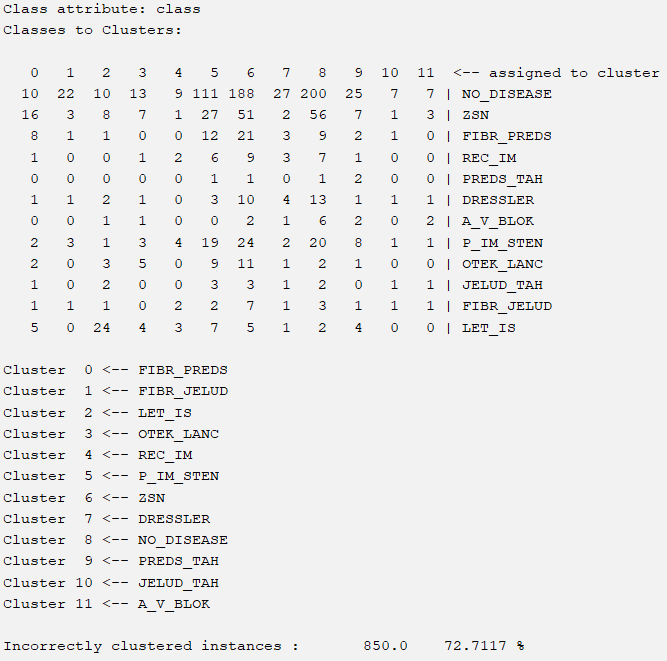 Class attribute: class
Classes to Clusters:

   0   1   2   3   4   5   6   7   8   9  10  11  <-- assigned to cluster
  10  22  10  13   9 111 188  27 200  25   7   7 | NO_DISEASE
  16   3   8   7   1  27  51   2  56   7   1   3 | ZSN
   8   1   1   0   0  12  21   3   9   2   1   0 | FIBR_PREDS
   1   0   0   1   2   6   9   3   7   1   0   0 | REC_IM
   0   0   0   0   0   1   1   0   1   2   0   0 | PREDS_TAH
   1   1   2   1   0   3  10   4  13   1   1   1 | DRESSLER
   0   0   1   1   0   0   2   1   6   2   0   2 | A_V_BLOK
   2   3   1   3   4  19  24   2  20   8   1   1 | P_IM_STEN
   2   0   3   5   0   9  11   1   2   1   0   0 | OTEK_LANC
   1   0   2   0   0   3   3   1   2   0   1   1 | JELUD_TAH
   1   1   1   0   2   2   7   1   3   1   1   1 | FIBR_JELUD
   5   0  24   4   3   7   5   1   2   4   0   0 | LET_IS

Cluster  0 <-- FIBR_PREDS
Cluster  1 <-- FIBR_JELUD
Cluster  2 <-- LET_IS
Cluster  3 <-- OTEK_LANC
Cluster  4 <-- REC_IM
Cluster  5 <-- P_IM_STEN
Cluster  6 <-- ZSN
Cluster  7 <-- DRESSLER
Cluster  8 <-- NO_DISEASE
Cluster  9 <-- PREDS_TAH
Cluster 10 <-- JELUD_TAH
Cluster 11 <-- A_V_BLOK

Incorrectly clustered instances :       850.0    72.7117 %